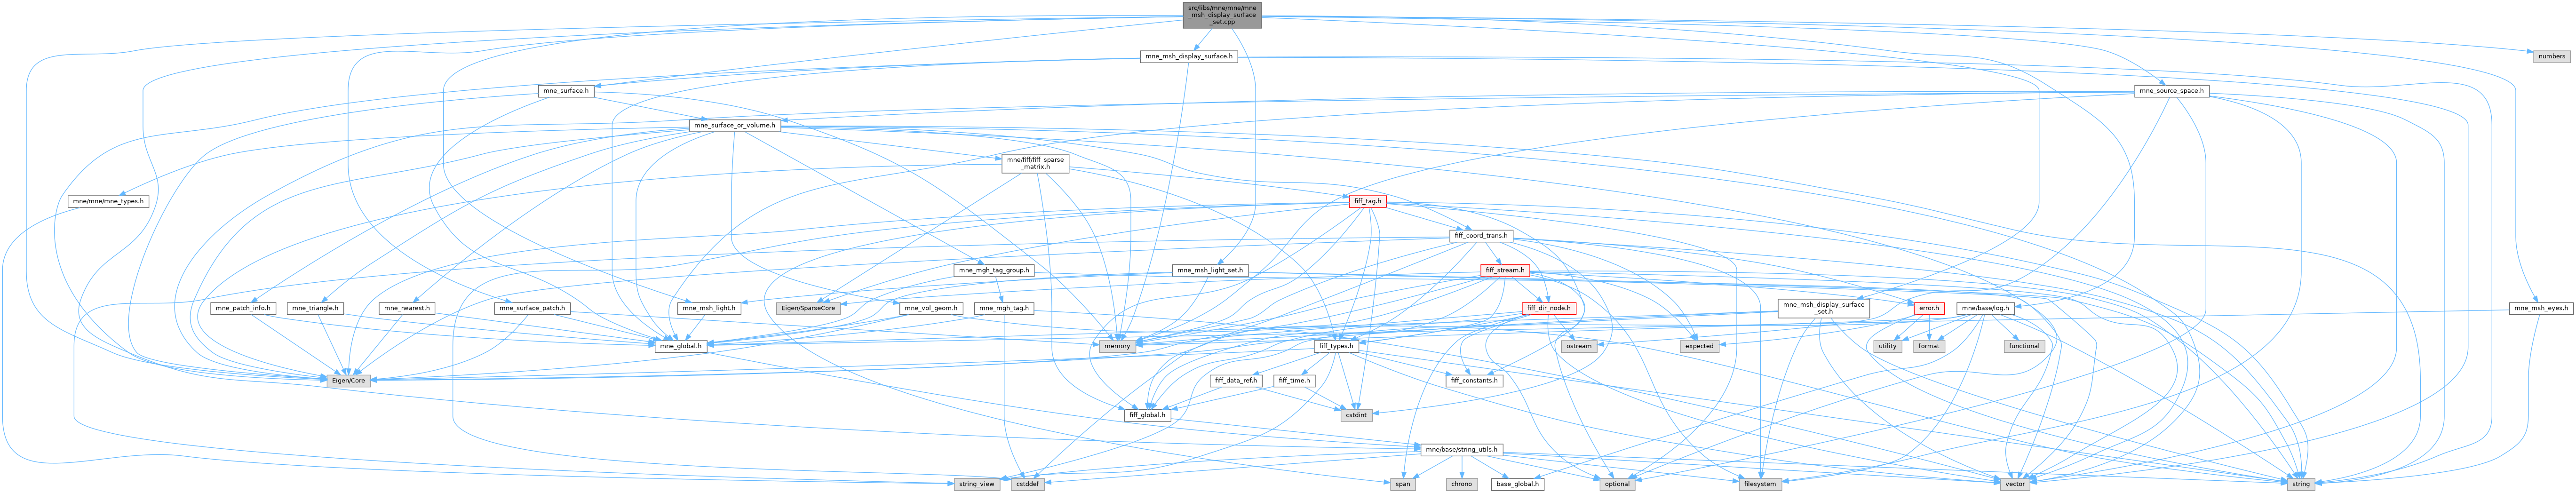 src/libs/mne/mne/mne
_msh_display_surface
_set.cpp
mne_msh_display_surface.h
numbers
mne_surface.h
mne_source_space.h
mne_surface_or_volume.h
mne/fiff/fiff_sparse
_matrix.h
mne/mne/mne_types.h
fiff_tag.h
fiff_coord_trans.h
mne_mgh_tag_group.h
mne_msh_light_set.h
fiff_stream.h
mne_patch_info.h
mne_triangle.h
mne_nearest.h
mne_surface_patch.h
mne_msh_light.h
Eigen/SparseCore
mne_vol_geom.h
mne_mgh_tag.h
fiff_dir_node.h
mne_msh_display_surface
_set.h
error.h
mne/base/log.h
mne_msh_eyes.h
mne_global.h
memory
fiff_types.h
ostream
expected
utility
format
functional
Eigen/Core
fiff_data_ref.h
fiff_time.h
fiff_constants.h
fiff_global.h
cstdint
mne/base/string_utils.h
string_view
cstddef
span
chrono
base_global.h
optional
filesystem
vector
string